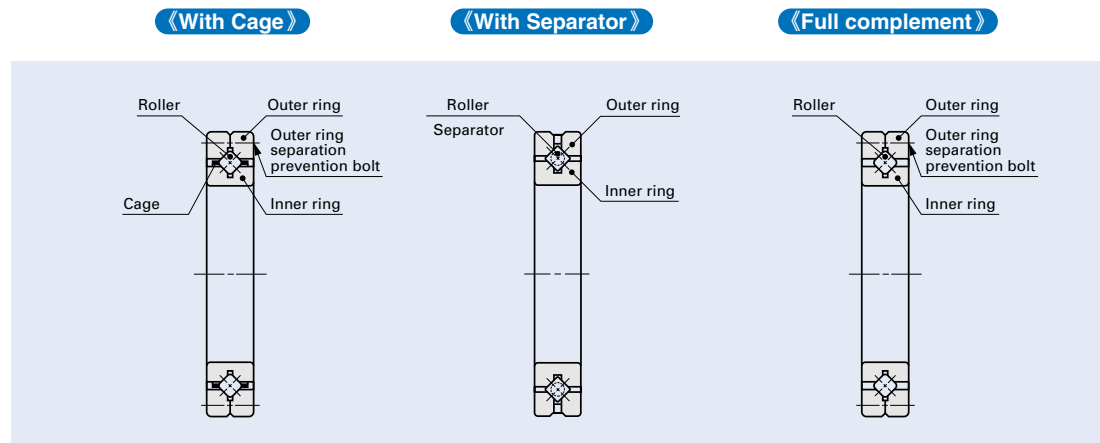 《With Cage》
Roller
Outer ring
Outer ring
separation
prevention bolt
Cage
Inner ring
《With Separator》
Roller
Separator
Outer ring
Inner ring
《Full complement》
Roller
Outer ring
Outer ring
separation
prevention bolt
Inner ring